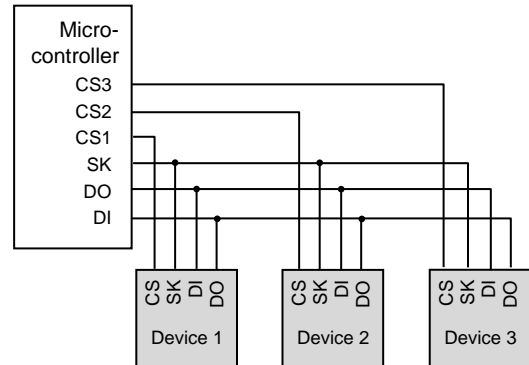 Micro-
controller
CS3
CS2
CS1
SK
DO
DI
CS
SK
DI
DO
Device 1
CS
SK
DI
DO
Device 2
CS
SK
DI
DO
Device 3